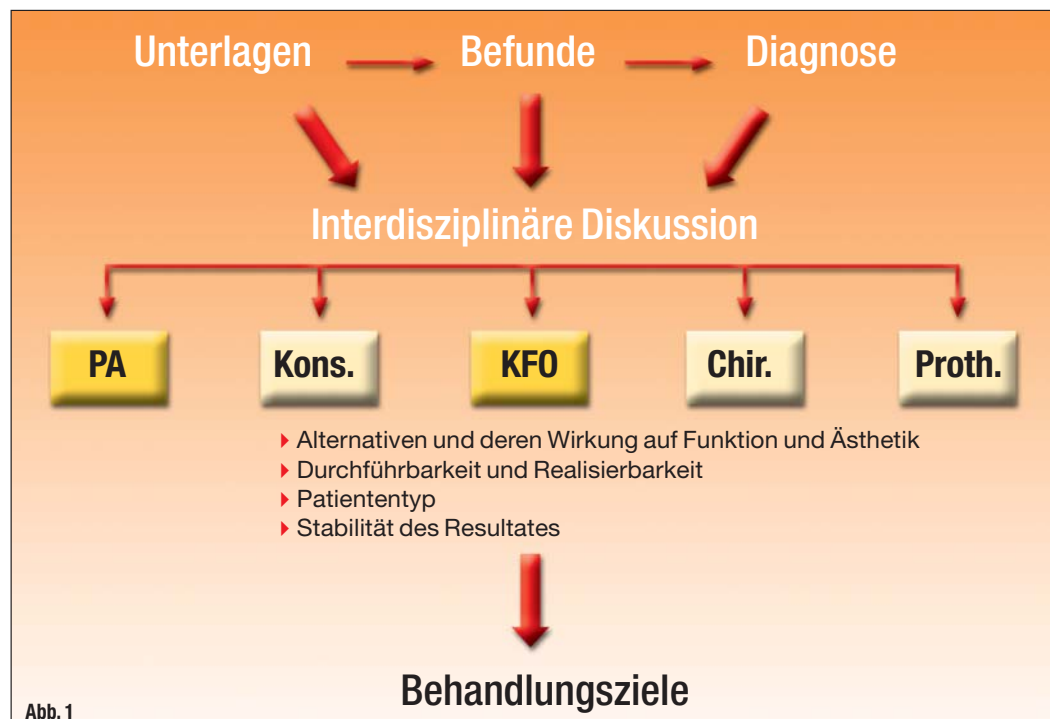 Unterlagen Befunde Diagnose
Interdisziplinäre Diskussion
PA Kons. KFO Chir. Proth.
Alternativen und deren Wirkung auf Funktion und Ästhetik
Durchführbarkeit und Realisierbarkeit
Patiententyp
Stabilität des Resultates
Behandlungsziele
Abb. 1